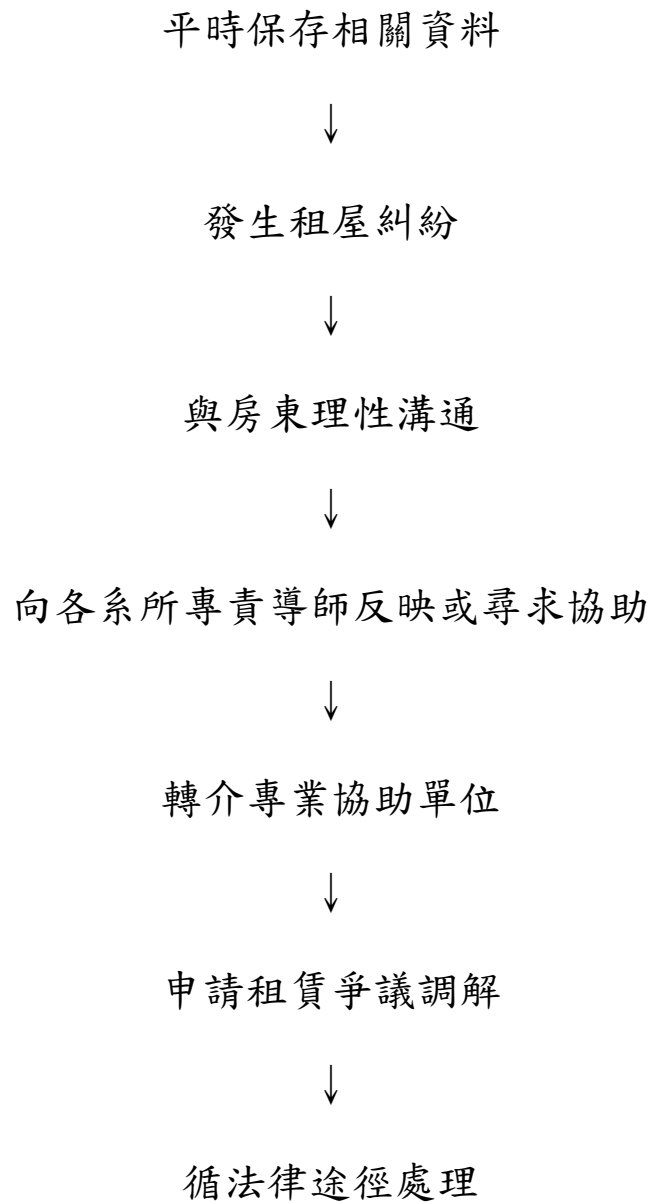 平時保存相關資料
↓
發生租屋糾紛
↓
與房東理性溝通
↓
向各系所專責導師反映或尋求協助
↓
轉介專業協助單位
↓
申請租賃爭議調解
↓
循法律途徑處理